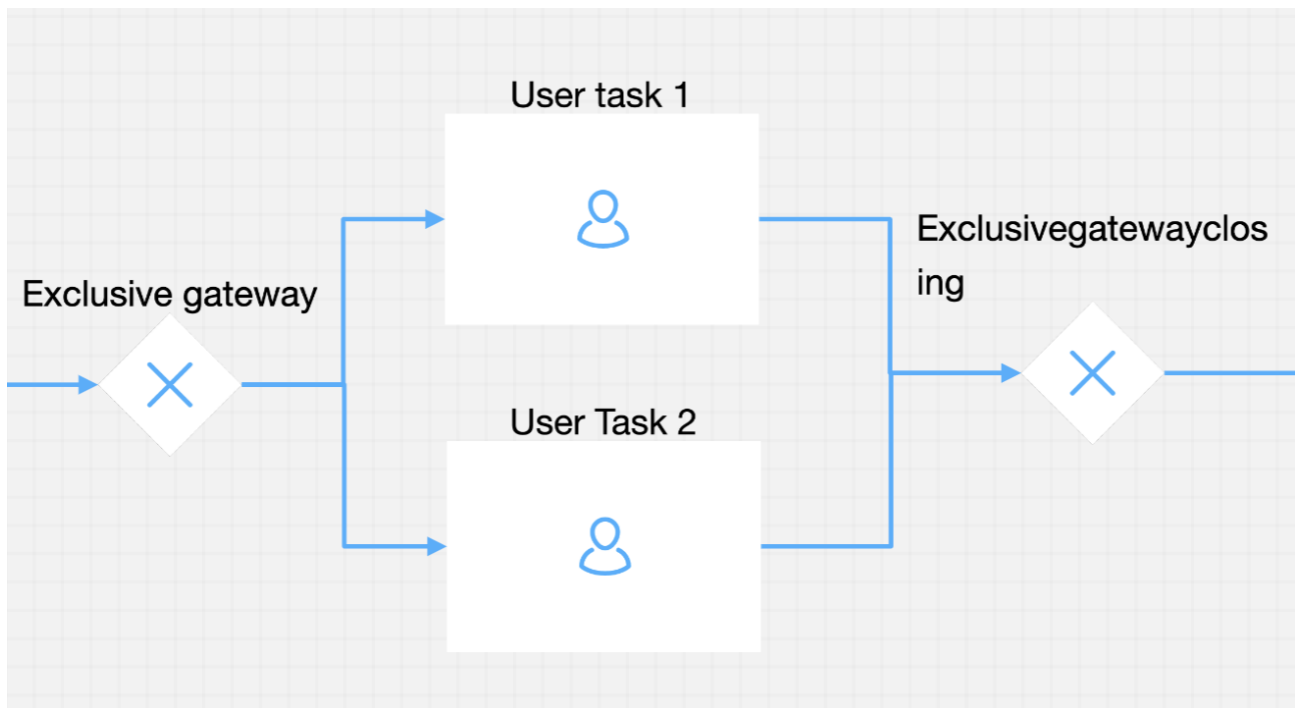 User task 1
Exclusivegatewayclos
ing
Exclusive gateway
User Task 2